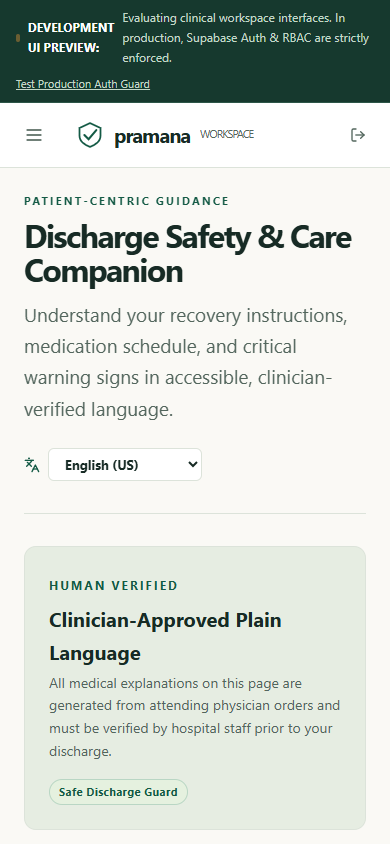 DEVELOPMENT
UI PREVIEW:
Evaluating clinical workspace interfaces. In
production, Supabase Auth & RBAC are strictly
enforced.
Test Production Auth Guard
pramana WORKSPACE
PATIENT-CENTRIC GUIDANCE
Discharge Safety & Care
Companion
Understand your recovery instructions,
medication schedule, and critical
warning signs in accessible, clinician-
verified language.
English (US)
HUMAN VERIFIED
Clinician-Approved Plain
Language
All medical explanations on this page are
generated from attending physician orders and
must be verified by hospital staff prior to your
discharge.
Safe Discharge Guard